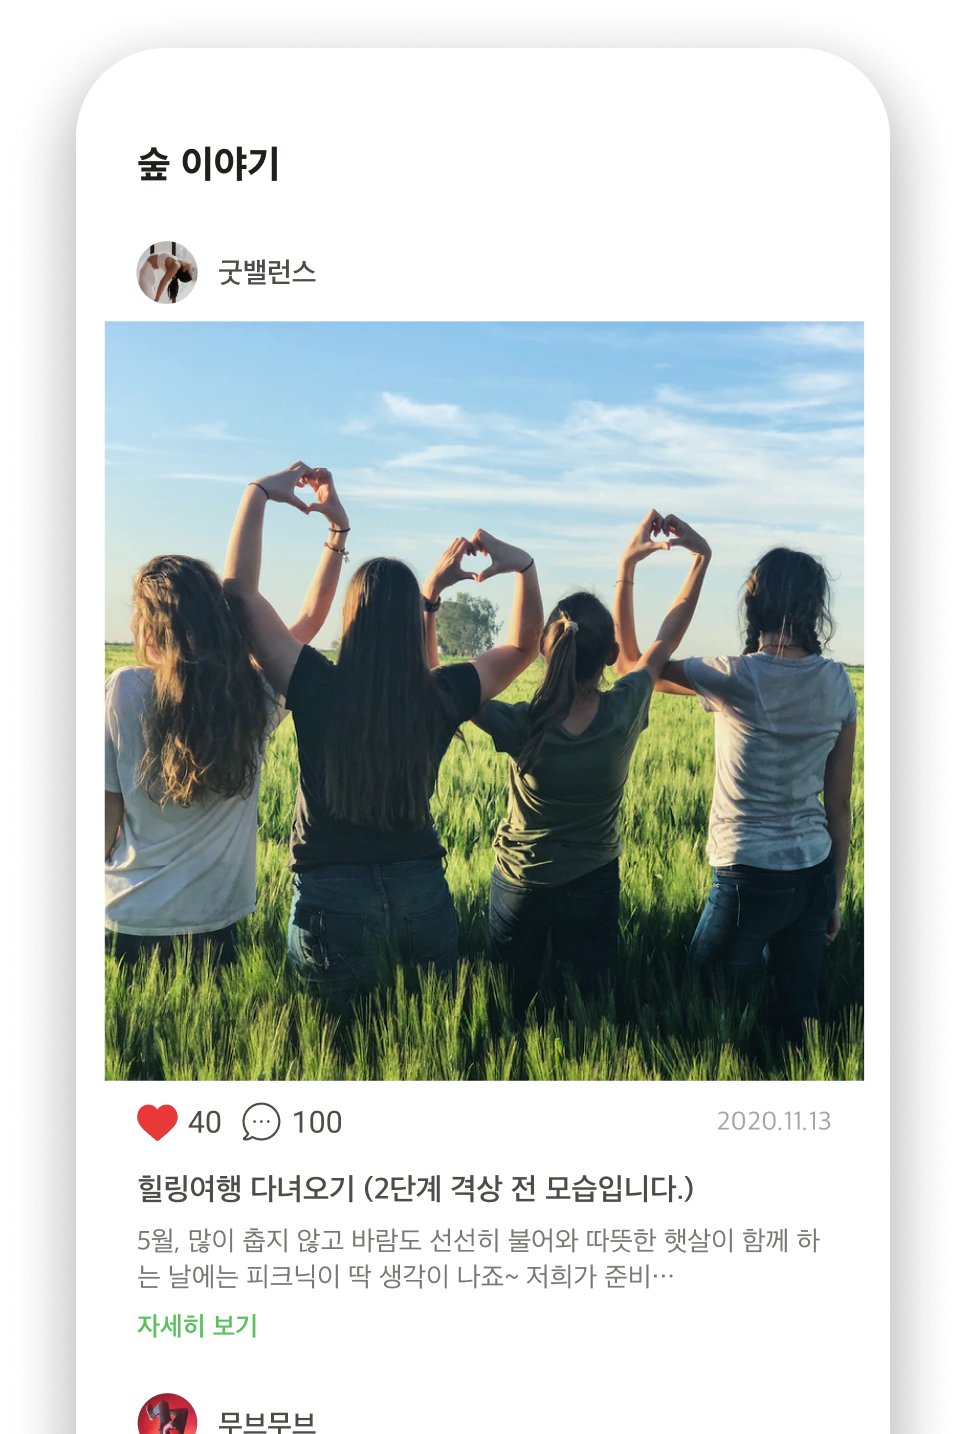 숲 이야기
굿밸런스
40 100 2020.11.13
힐링여행 다녀오기 (2단계 격상 전 모습입니다.)
5월, 많이 춥지 않고 바람도 선선히 불어와 따뜻한 햇살이 함께 하
는 날에는 피크닉이 딱 생각이 나죠~ 저희가 준비…
자세히 보기
무브무브